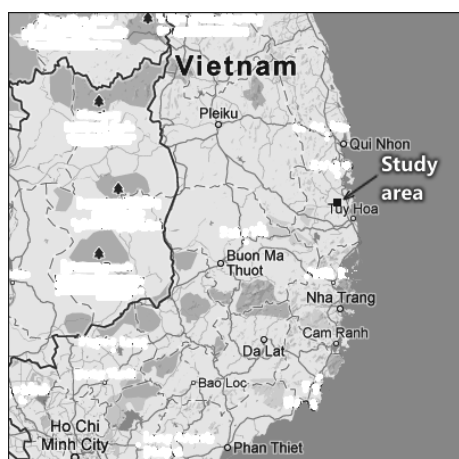 Vietnam
Pleiku
Qui Nhon
Study
area
Tuy Hoa
Buon Ma
Thuot
Nha Trang
Cam Ranh
Da Lat
Bao Loc
Ho Chi
Minh City
Phan Thiet